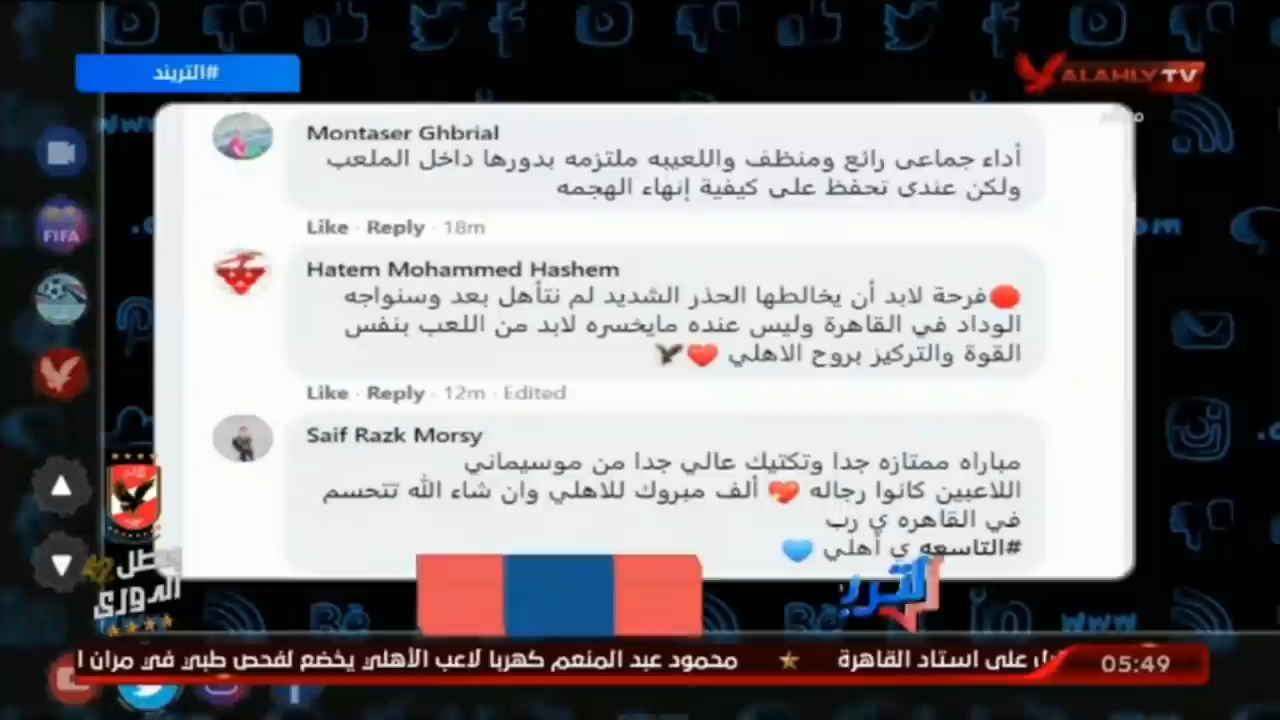 #التريند
ALAHLY TV
Montaser Ghbrial
أداء جماعى رائع ومنظف واللعيبه ملتزمه بدورها داخل الملعب
ولكن عندى تحفظ على كيفية إنهاء الهجمه
Like · Reply · 18m
FIFA
Hatem Mohammed Hashem
فرحة لابد أن يخالطها الحذر الشديد لم نتأهل بعد وسنواجه
الوداد في القاهرة وليس عنده مايخسره لابد من اللعب بنفس
القوة والتركيز بروح الاهلي
Like · Reply · 12m · Edited
Saif Razk Morsy
مباراه ممتازه جدا وتكتيك عالي جدا من موسيماني
اللاعبين كانوا رجاله 💖 ألف مبروك للاهلي وان شاء الله تتحسم
في القاهره ي رب
#التاسعه ي أهلي 💙
الدورى
على استاد القاهرة
محمود عبد المنعم كهربا لاعب الأهلي يخضع لفحص طبي في مران ا
05:49